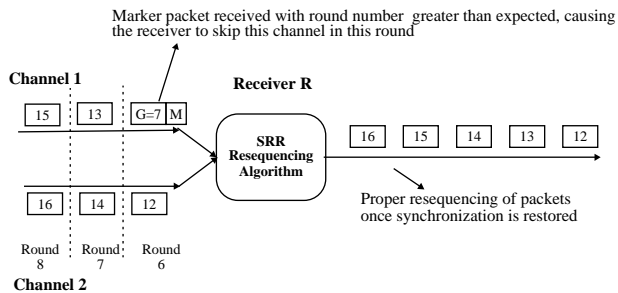 Marker packet received with round number greater than expected, causing
the receiver to skip this channel in this round
Channel 1
Receiver R
15
13
G=7 M
SRR
Resequencing
Algorithm
16 15 14 13 12
16
14
12
Proper resequencing of packets
once synchronization is restored
Round
8
Round
7
Round
6
Channel 2